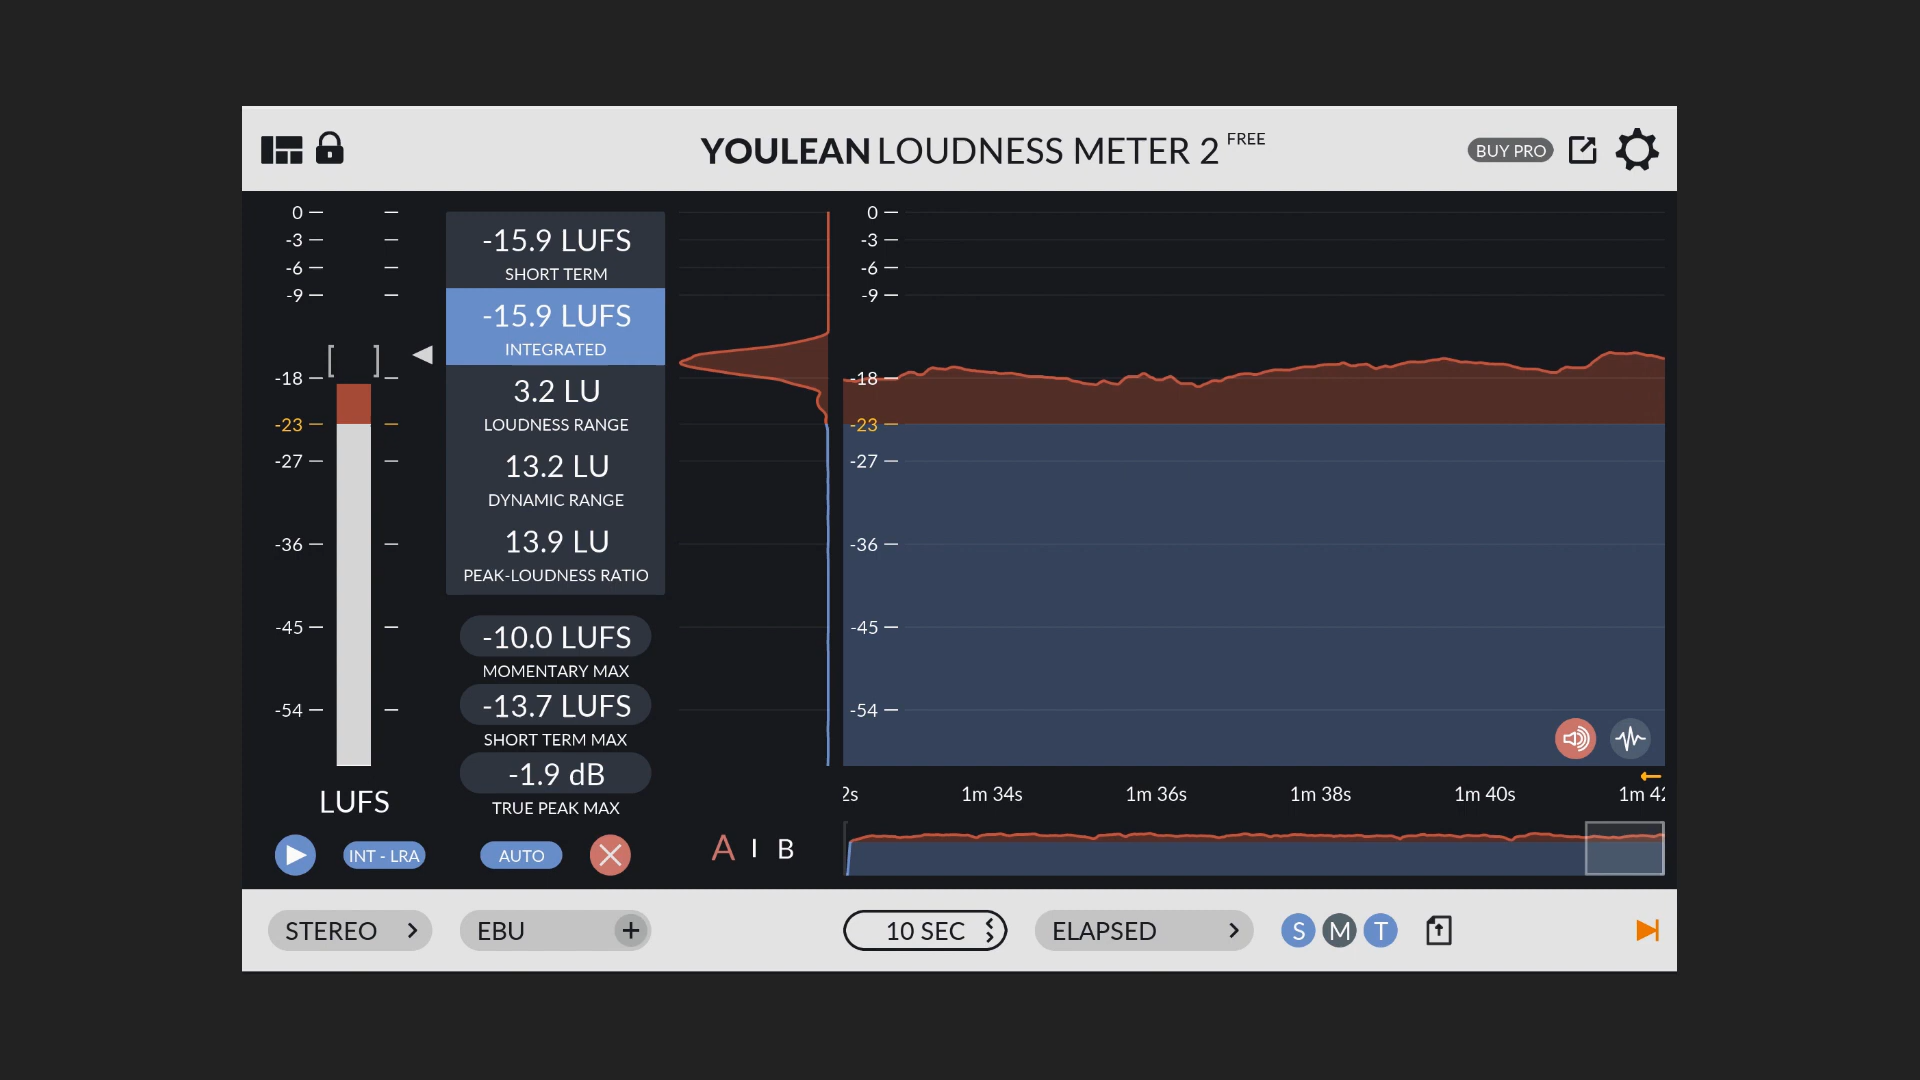 YOULEAN LOUDNESS METER 2 FREE
BUY PRO
0
-3
-6
-9
-18
-23
-27
-36
-45
-54
LUFS
-15.9 LUFS
SHORT TERM
-15.9 LUFS
INTEGRATED
3.2 LU
LOUDNESS RANGE
13.2 LU
DYNAMIC RANGE
13.9 LU
PEAK-LOUDNESS RATIO
-10.0 LUFS
MOMENTARY MAX
-13.7 LUFS
SHORT TERM MAX
-1.9 dB
TRUE PEAK MAX
0
-3
-6
-9
-18
-23
-27
-36
-45
-54
2s 1m 34s 1m 36s 1m 38s 1m 40s 1m 42
INT - LRA AUTO A | B
STEREO EBU + 10 SEC ELAPSED S M T